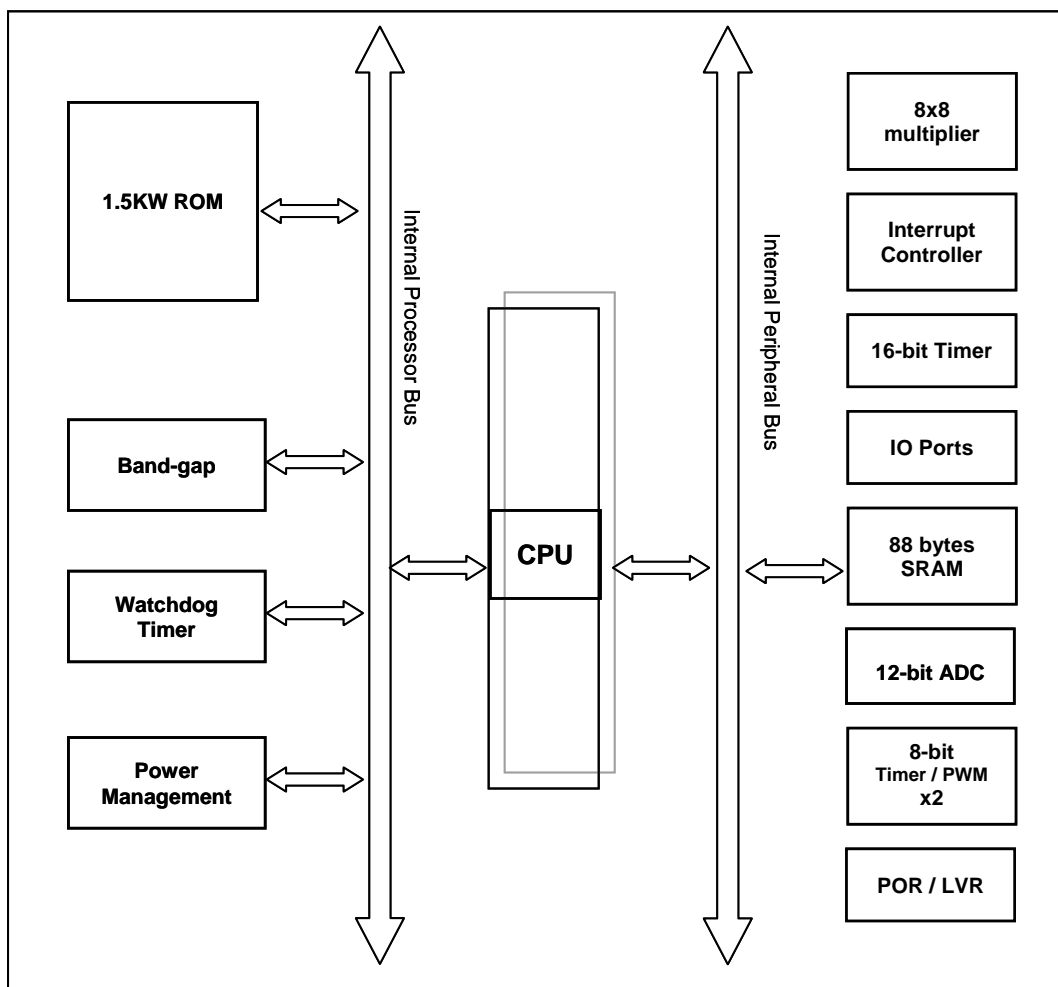 1.5KW ROM
Band-gap
Watchdog
Timer
Power
Management
Internal Processor Bus
CPU
Internal Peripheral Bus
8x8
multiplier
Interrupt
Controller
16-bit Timer
IO Ports
88 bytes
SRAM
12-bit ADC
8-bit
Timer / PWM
x2
POR / LVR